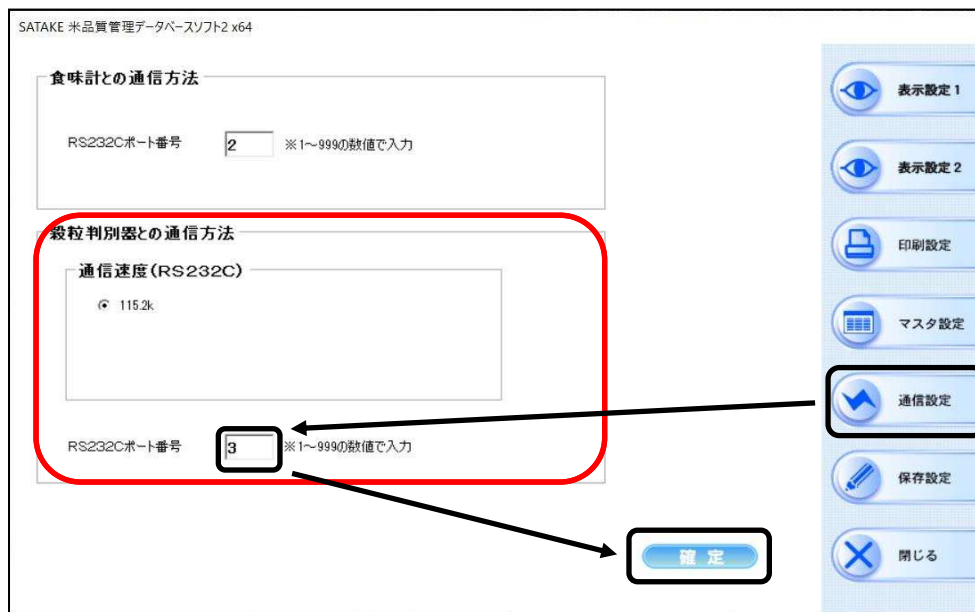 SATAKE 米品質管理データベースソフト2 x64
食味計との通信方法
RS232Cポート番号 2 ※1～999の数値で入力
穀粒判別器との通信方法
通信速度(RS232C)
115.2k
RS232Cポート番号 3 ※1～999の数値で入力
確定
表示設定1
表示設定2
印刷設定
マスタ設定
通信設定
保存設定
閉じる